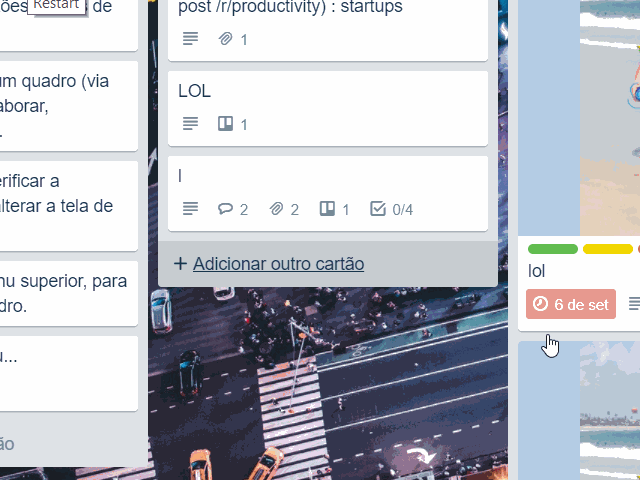 ões
Restart
de
um quadro (via
aborar,
erificar a
alterar a tela de
nu superior, para
dro.
u...
ão
post /r/productivity) : startups
1
LOL
1
l
2
2
1
0/4
+ Adicionar outro cartão
lol
6 de set